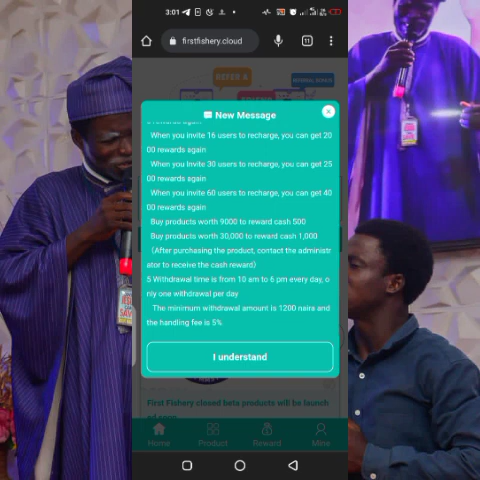 3:01
firstfishery.cloud
11
REFER &
New Message
When you invite 16 users to recharge, you can get 20
00 rewards again
When you Invite 30 users to recharge, you can get 25
00 rewards again
When you invite 60 users to recharge, you can get 40
00 rewards again
Buy products worth 9000 to reward cash 500
Buy products worth 30,000 to reward cash 1,000
(After purchasing the product, contact the administr
ator to receive the cash reward)
5 Withdrawal time is from 10 am to 6 pm every day, o
nly one withdrawal per day
The minimum withdrawal amount is 1200 naira and
the handling fee is 5%
I understand
First Fishery closed beta products will be launch
ed soon
Home
Product
Reward
Mine